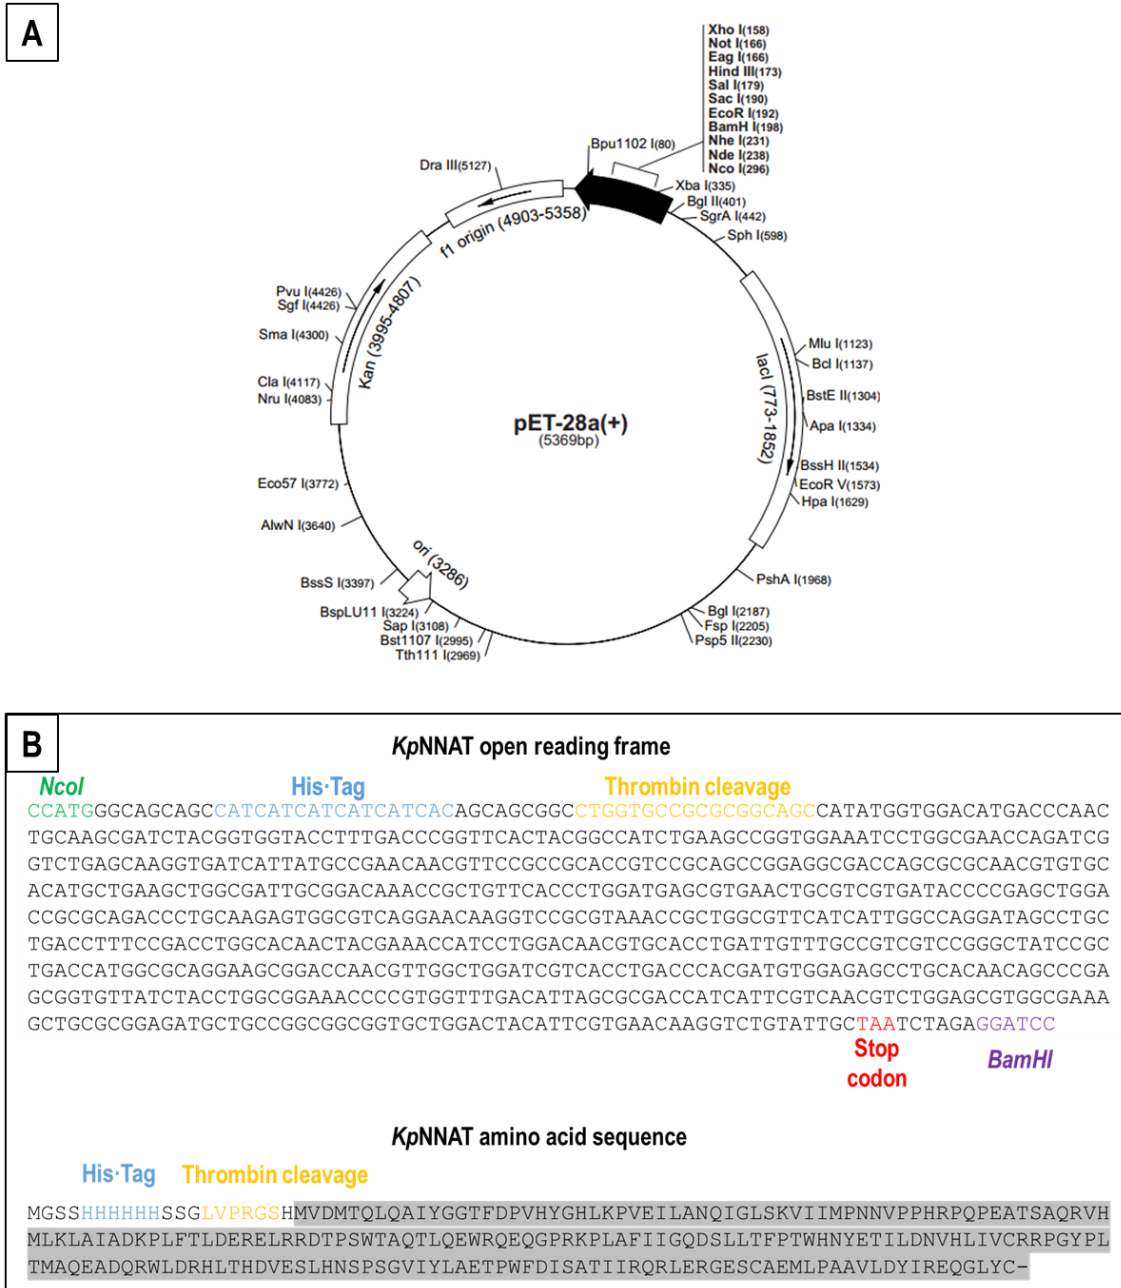 A
Xho I(158)
Not I(166)
Eag I(166)
Hind III(173)
Sal I(179)
Sac I(190)
EcoR I(192)
BamH I(198)
Nhe I(231)
Nde I(238)
Nco I(296)
Bpu1102 I(80)
Dra III(5127)
Xba I(335)
Bgl II(401)
SgrA I(442)
Sph I(598)
f1 origin (4903-5358)
Pvu I(4426)
Sgf I(4426)
Sma I(4300)
Kan (3995-4807)
Cla I(4117)
Nru I(4083)
lacI (773-1852)
Mlu I(1123)
Bcl I(1137)
BstE II(1304)
Apa I(1334)
pET-28a(+)
(5369bp)
BssH II(1534)
EcoR V(1573)
Hpa I(1629)
Eco57 I(3772)
AlwN I(3640)
ori (3286)
BssS I(3397)
PshA I(1968)
BspLU11 I(3224)
Sap I(3108)
Bst1107 I(2995)
Tth111 I(2969)
Bgl I(2187)
Fsp I(2205)
Psp5 II(2230)
B
KpNNAT open reading frame
NcoI His·Tag Thrombin cleavage
CCATGGGCAGCAGCCATCATCATCATCATCACAGCAGCGGCCTGGTGCCGCGCGGCAGCCATATGGTGGACATGACCCAAC
TGCAAGCGATCTACGGTGGTACCTTTGACCCGGTTCACTACGGCCATCTGAAGCCGGTGGAAATCCTGGCGAACCAGATCG
GTCTGAGCAAGGTGATCATTATGCCGAACAACGTTCCGCCGCACCGTCCGCAGCCGGAGGCGACCAGCGCGCAACGTGTGC
ACATGCTGAAGCTGGCGATTGCGGACAAACCGCTGTTCACCCTGGATGAGCGTGAACTGCGTCGTGATACCCCGAGCTGGA
CCGCGCAGACCCTGCAAGAGTGGCGTCAGGAACAAGGTCCGCGTAAACCGCTGGCGTTCATCATTGGCCAGGATAGCCTGC
TGACCTTTCCGACCTGGCACAACTACGAAACCATCCTGGACAACGTGCACCTGATTGTTTGCCGTCGTCCGGGCTATCCGC
TGACCATGGCGCAGGAAGCGGACCAACGTTGGCTGGATCGTCACCTGACCCACGATGTGGAGAGCCTGCACAACAGCCCGA
GCGGTGTTATCTACCTGGCGGAAACCCCGTGGTTTGACATTAGCGCGACCATCATTCGTCAACGTCTGGAGCGTGGCGAAA
GCTGCGCGGAGATGCTGCCGGCGGCGGTGCTGGACTACATTCGTGAACAAGGTCTGTATTGCTAATCTAGAGGATCC
Stop
codon
BamHI
KpNNAT amino acid sequence
His·Tag Thrombin cleavage
MGSSHHHHHHSSGLVPRGSHMVDMTQLQAIYGGTFDPVHYGHLKPVEILANQIGLSKVIIMPNNVPPHRPQPEATSAQRVH
MLKLAIADKPLFTLDERELRRDTPSWTAQTLQEWRQEQGPRKPLAFIIGQDSLLTFPTWHNYETILDNVHLIVCRRPGYPL
TMAQEADQRWLDRHLTHDVESLHNSPSGVIYLAETPWFDISATIIRQRLERGESCAEMLPAAVLDYIREQGLYC-